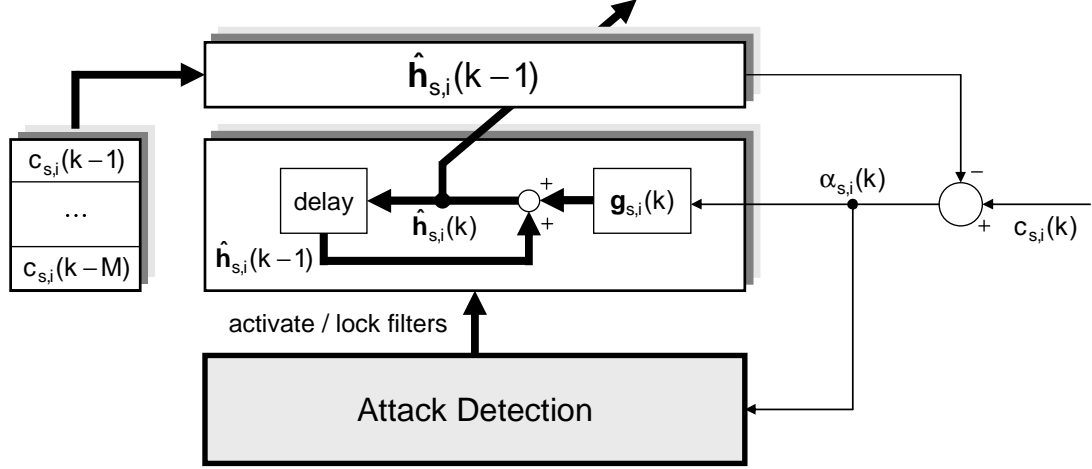 ĥs,i(k – 1)
cs,i(k – 1)
...
cs,i(k – M)
delay
+
gs,i(k)
+
ĥs,i(k)
ĥs,i(k – 1)
αs,i(k)
–
+
cs,i(k)
activate / lock filters
Attack Detection